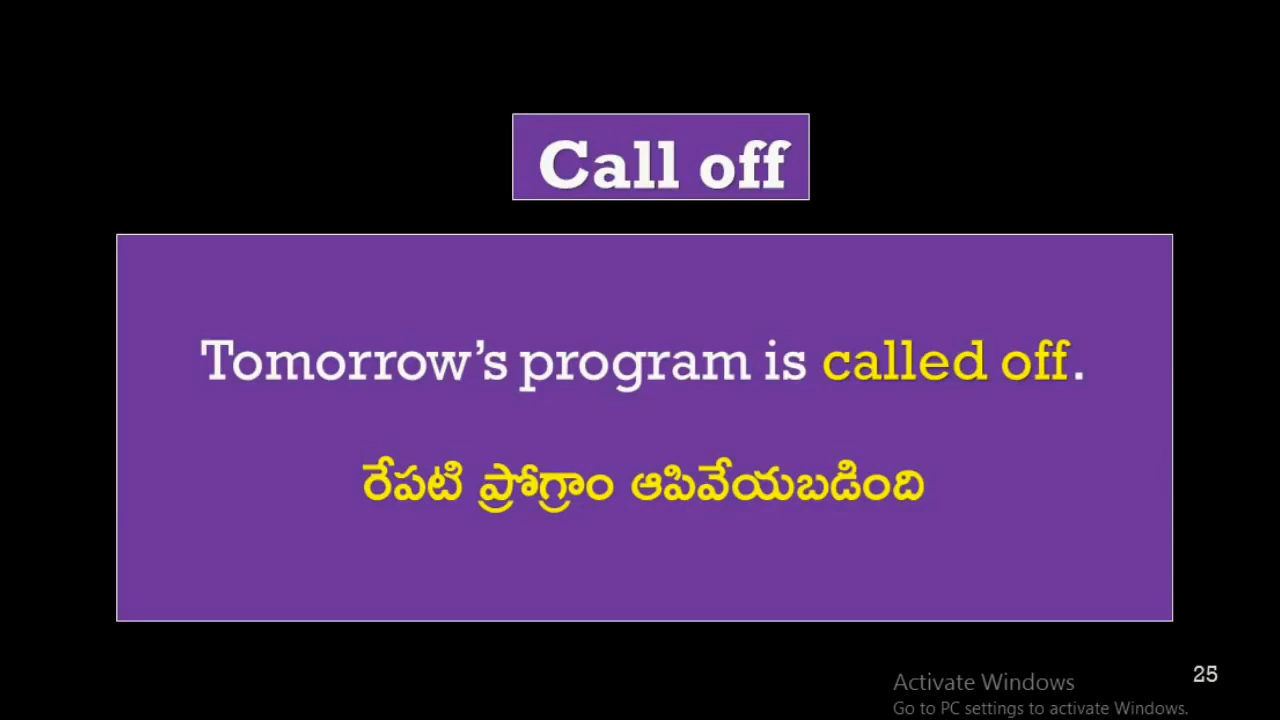 Call off
Tomorrow’s program is called off.
రేపటి ప్రోగ్రాం ఆపివేయబడింది
25
Activate Windows
Go to PC settings to activate Windows.